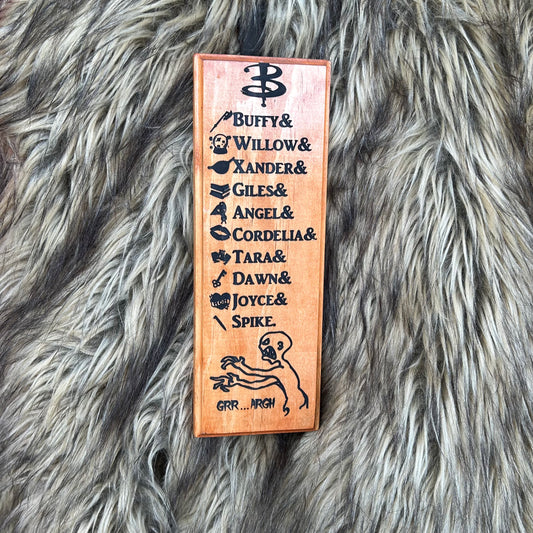 B
BUFFY&
WILLOW&
XANDER&
GILES&
ANGEL&
CORDELIA&
TARA&
DAWN&
JOYCE&
SPIKE.
GRR... ARGH